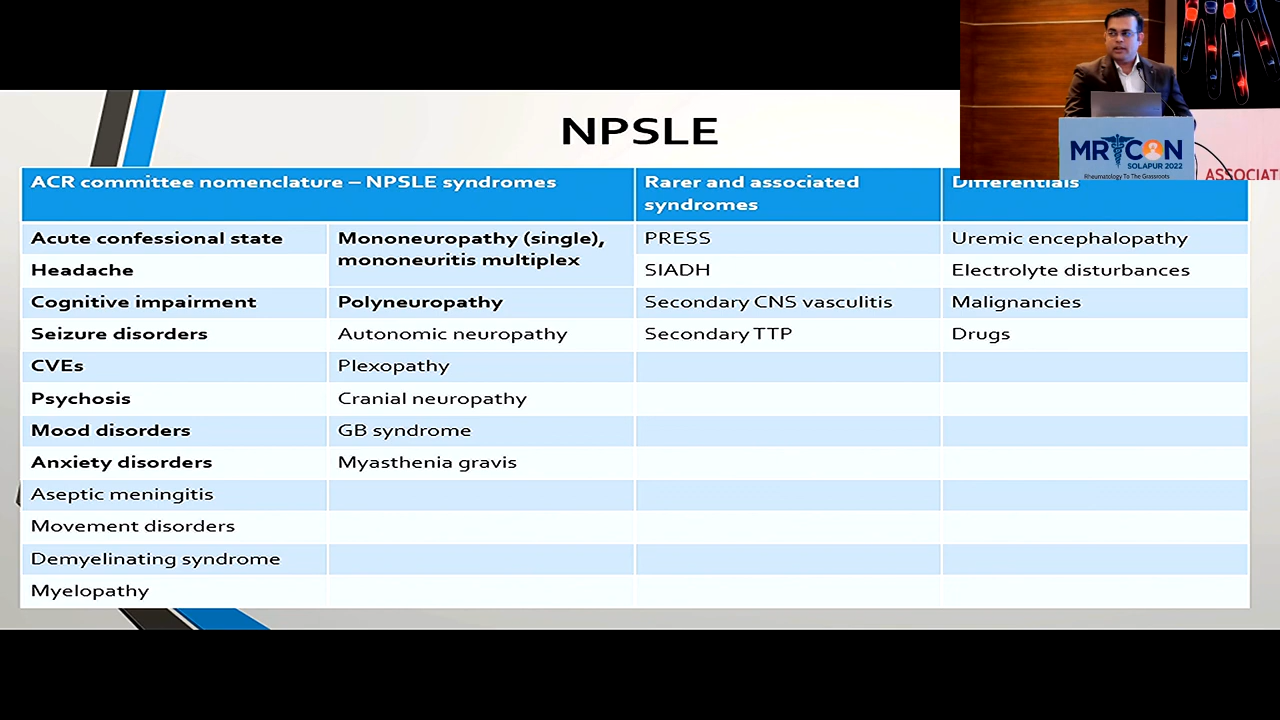 NPSLE
MRCON
SOLAPUR 2022
Rheumatology To The Grassroots
ASSOCIAT
ACR committee nomenclature – NPSLE syndromes
Rarer and associated
syndromes
Differentials
Acute confessional state
Mononeuropathy (single),
mononeuritis multiplex
PRESS
Uremic encephalopathy
Headache
SIADH
Electrolyte disturbances
Cognitive impairment
Polyneuropathy
Secondary CNS vasculitis
Malignancies
Seizure disorders
Autonomic neuropathy
Secondary TTP
Drugs
CVEs
Plexopathy
Psychosis
Cranial neuropathy
Mood disorders
GB syndrome
Anxiety disorders
Myasthenia gravis
Aseptic meningitis
Movement disorders
Demyelinating syndrome
Myelopathy